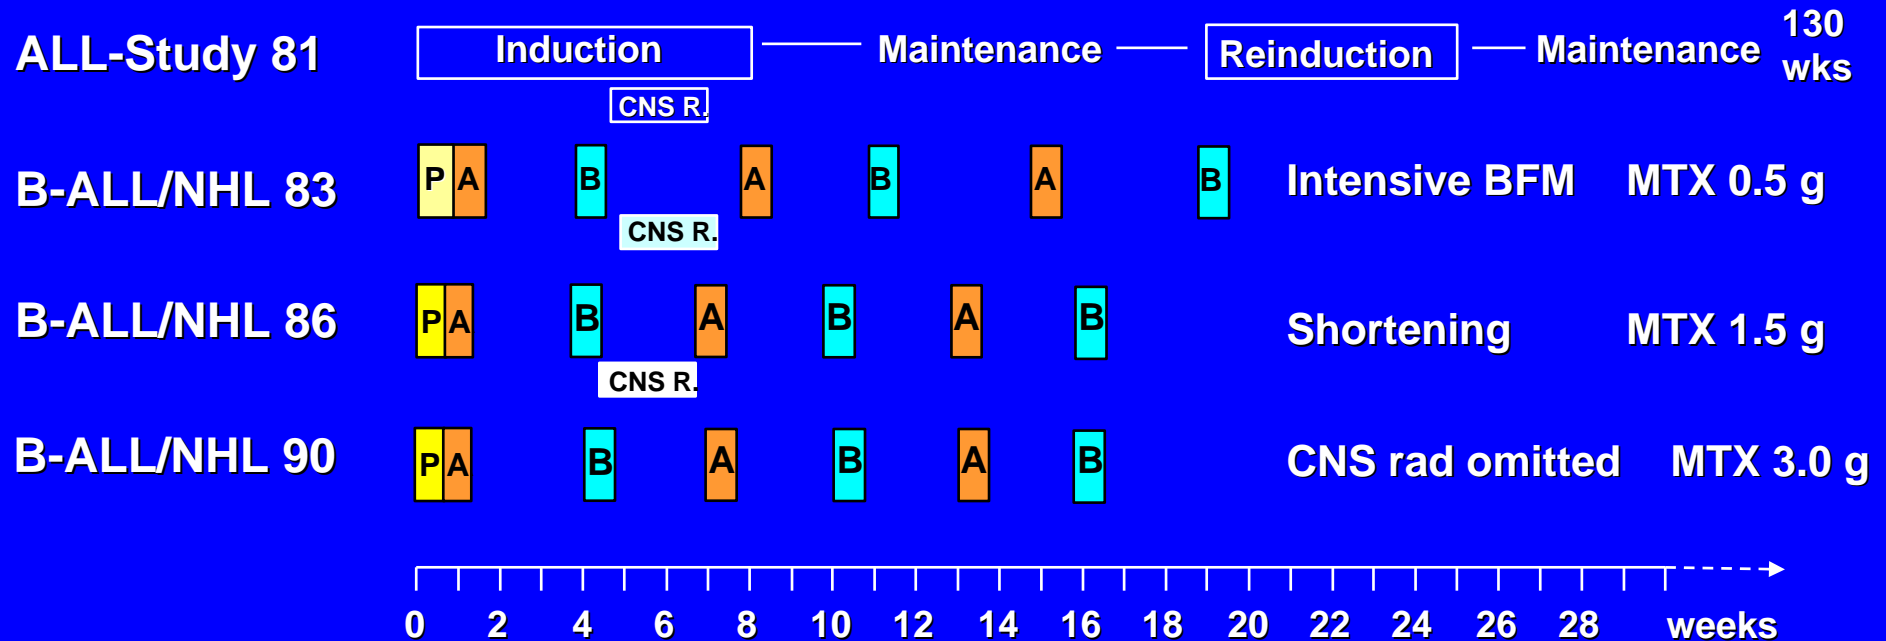 ALL-Study 81 Induction Maintenance Reinduction Maintenance 130 wks
CNS R.
B-ALL/NHL 83 P A B A B A B Intensive BFM MTX 0.5 g
CNS R.
B-ALL/NHL 86 P A B A B A B Shortening MTX 1.5 g
CNS R.
B-ALL/NHL 90 P A B A B A B CNS rad omitted MTX 3.0 g
0 2 4 6 8 10 12 14 16 18 20 22 24 26 28 weeks